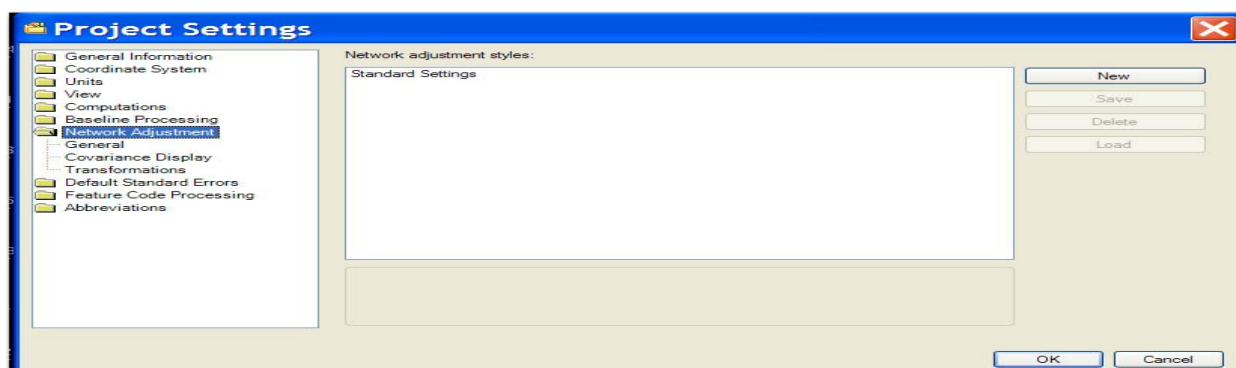 Project Settings
General Information
Coordinate System
Units
View
Computations
Baseline Processing
Network Adjustment
General
Covariance Display
Transformations
Default Standard Errors
Feature Code Processing
Abbreviations
Network adjustment styles:
Standard Settings
New
Save
Delete
Load
OK
Cancel